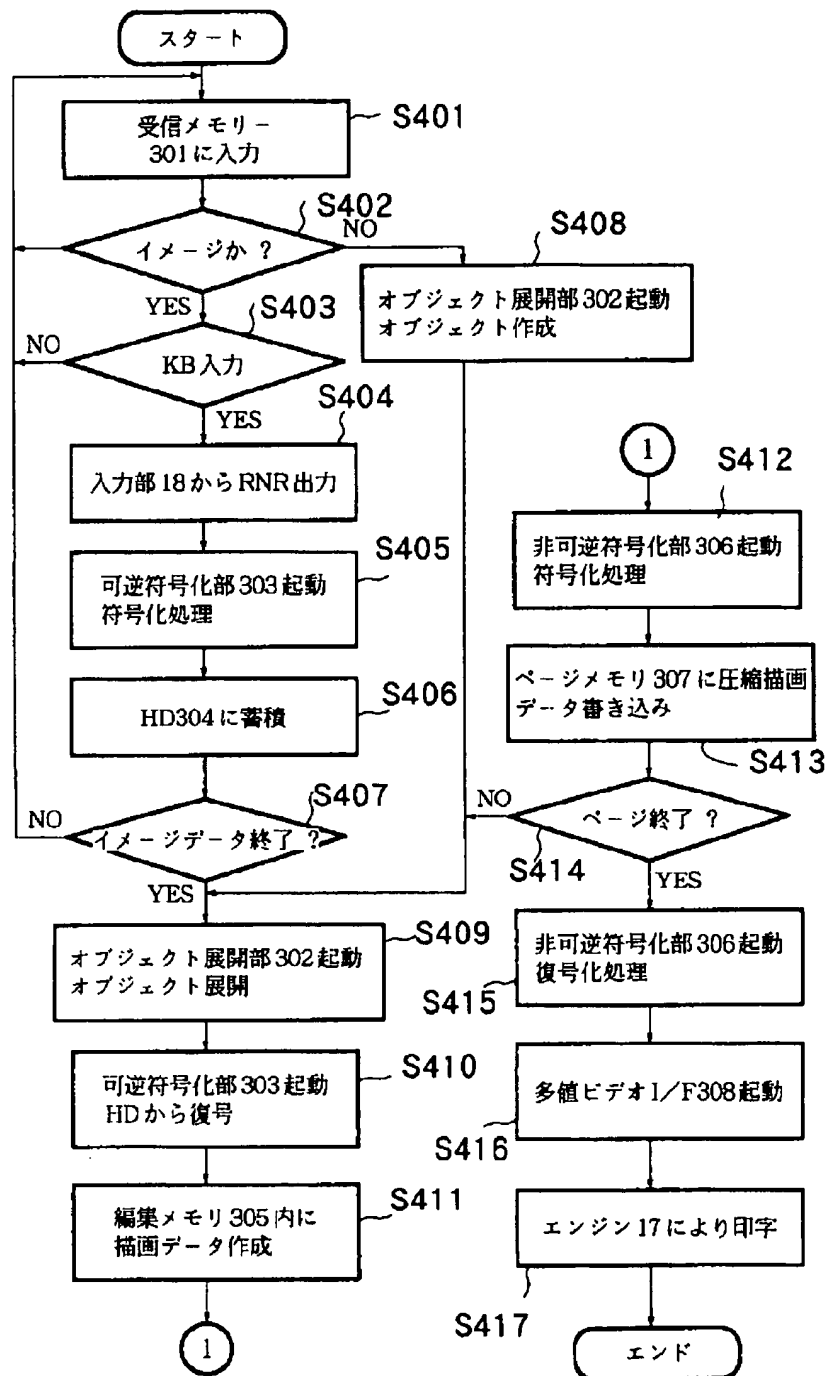 スタート
受信メモリー
301に入力
S401
S402
イメージか？
NO
YES
S403
KB入力
NO
YES
S404
入力部18からRNR出力
S405
可逆符号化部303起動
符号化処理
S406
HD304に蓄積
S407
イメージデータ終了？
NO
YES
S408
オブジェクト展開部302起動
オブジェクト作成
S409
オブジェクト展開部302起動
オブジェクト展開
S410
可逆符号化部303起動
HDから復号
S411
編集メモリ305内に
描画データ作成
1
1
S412
非可逆符号化部306起動
符号化処理
ページメモリ307に圧縮描画
データ書き込み
S413
NO
ページ終了？
S414
YES
非可逆符号化部306起動
復号化処理
S415
多値ビデオI／F308起動
S416
エンジン17により印字
S417
エンド